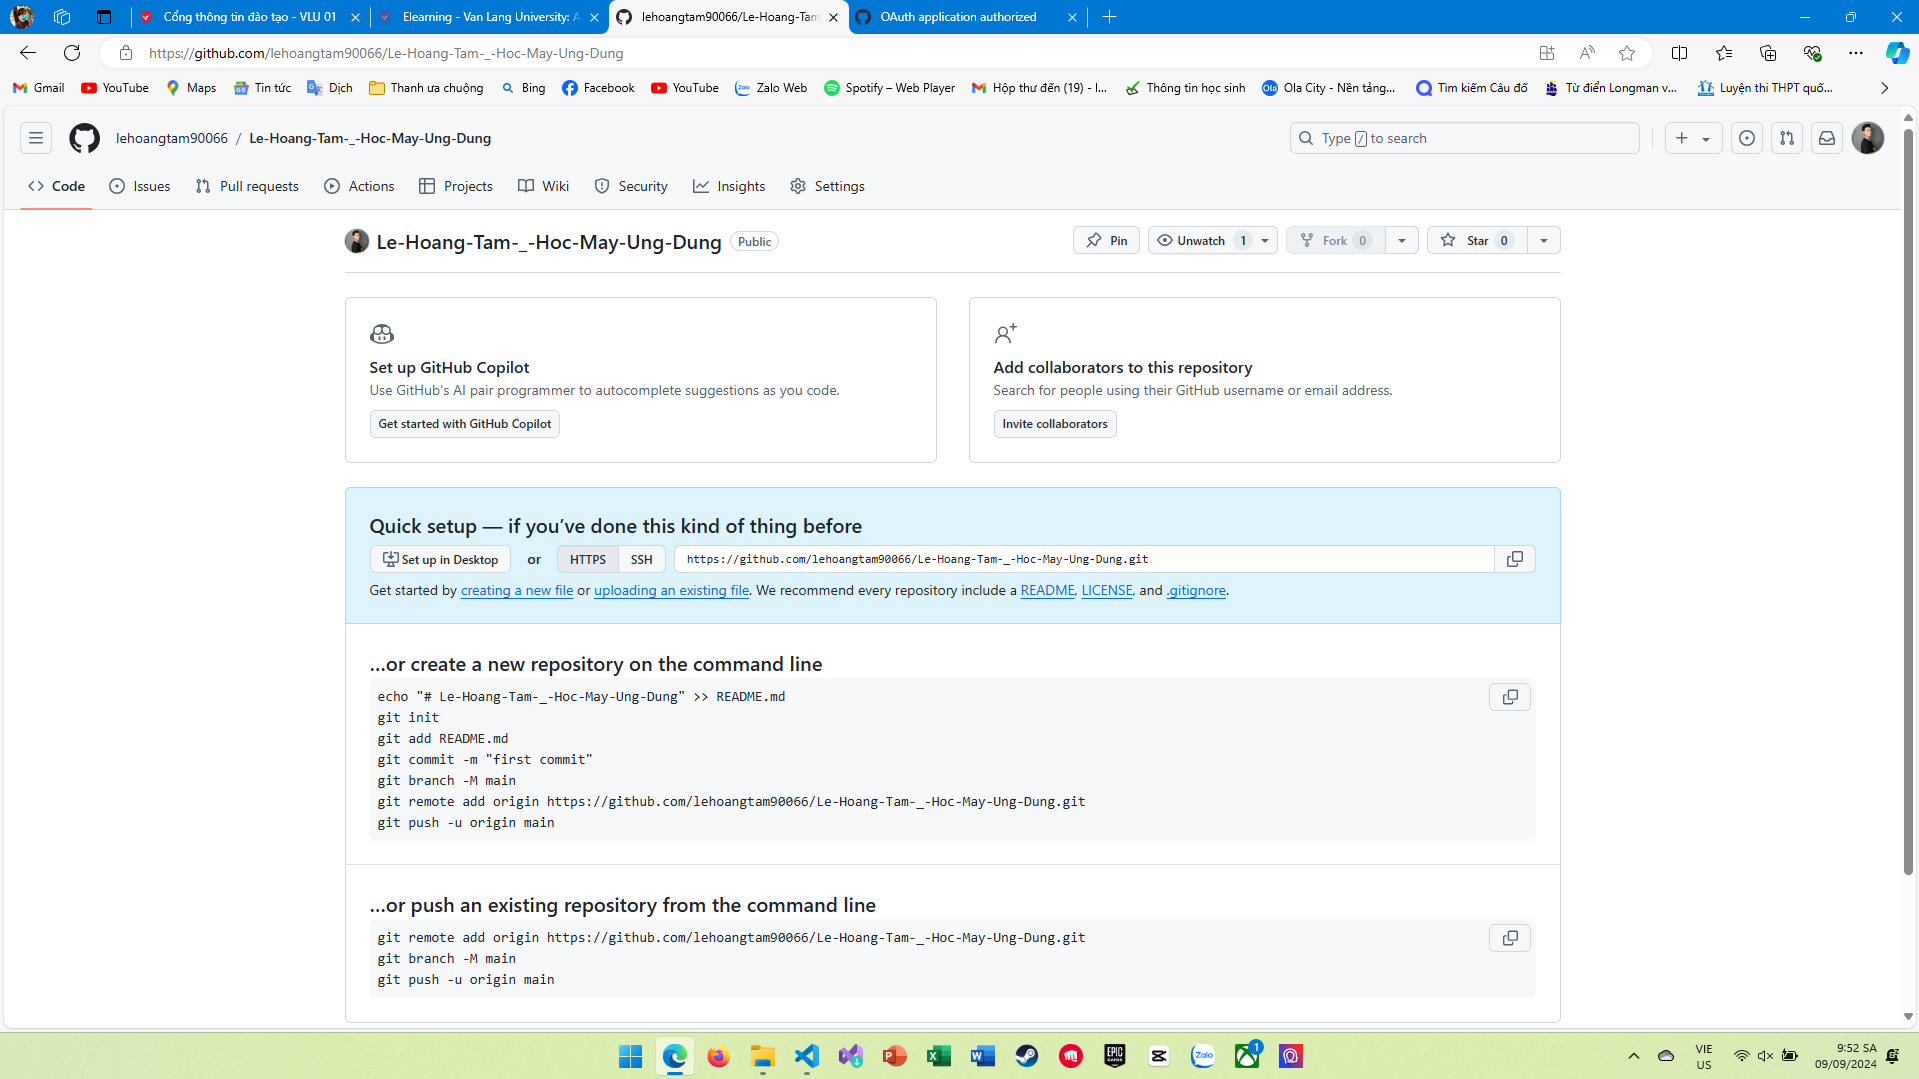 Cổng thông tin đào tạo - VLU 01
Elearning - Van Lang University: A
lehoangtam90066/Le-Hoang-Tam
OAuth application authorized
https://github.com/lehoangtam90066/Le-Hoang-Tam-_-Hoc-May-Ung-Dung
Gmail
YouTube
Maps
Tin tức
Dịch
Thanh ưa chuộng
Bing
Facebook
YouTube
Zalo Web
Spotify – Web Player
Hộp thư đến (19) - l...
Thông tin học sinh
Ola City - Nền tảng...
Tìm kiếm Câu đố
Từ điển Longman v...
Luyện thi THPT quố...
lehoangtam90066 / Le-Hoang-Tam-_-Hoc-May-Ung-Dung
Type / to search
Code
Issues
Pull requests
Actions
Projects
Wiki
Security
Insights
Settings
Le-Hoang-Tam-_-Hoc-May-Ung-Dung
Public
Pin
Unwatch 1
Fork 0
Star 0
Set up GitHub Copilot
Use GitHub's AI pair programmer to autocomplete suggestions as you code.
Get started with GitHub Copilot
Add collaborators to this repository
Search for people using their GitHub username or email address.
Invite collaborators
Quick setup — if you’ve done this kind of thing before
Set up in Desktop or HTTPS SSH https://github.com/lehoangtam90066/Le-Hoang-Tam-_-Hoc-May-Ung-Dung.git
Get started by creating a new file or uploading an existing file. We recommend every repository include a README, LICENSE, and .gitignore.
…or create a new repository on the command line
echo "# Le-Hoang-Tam-_-Hoc-May-Ung-Dung" >> README.md
git init
git add README.md
git commit -m "first commit"
git branch -M main
git remote add origin https://github.com/lehoangtam90066/Le-Hoang-Tam-_-Hoc-May-Ung-Dung.git
git push -u origin main
…or push an existing repository from the command line
git remote add origin https://github.com/lehoangtam90066/Le-Hoang-Tam-_-Hoc-May-Ung-Dung.git
git branch -M main
git push -u origin main
EPIC GAMES
Zalo
1
VIE
US
9:52 SA
09/09/2024